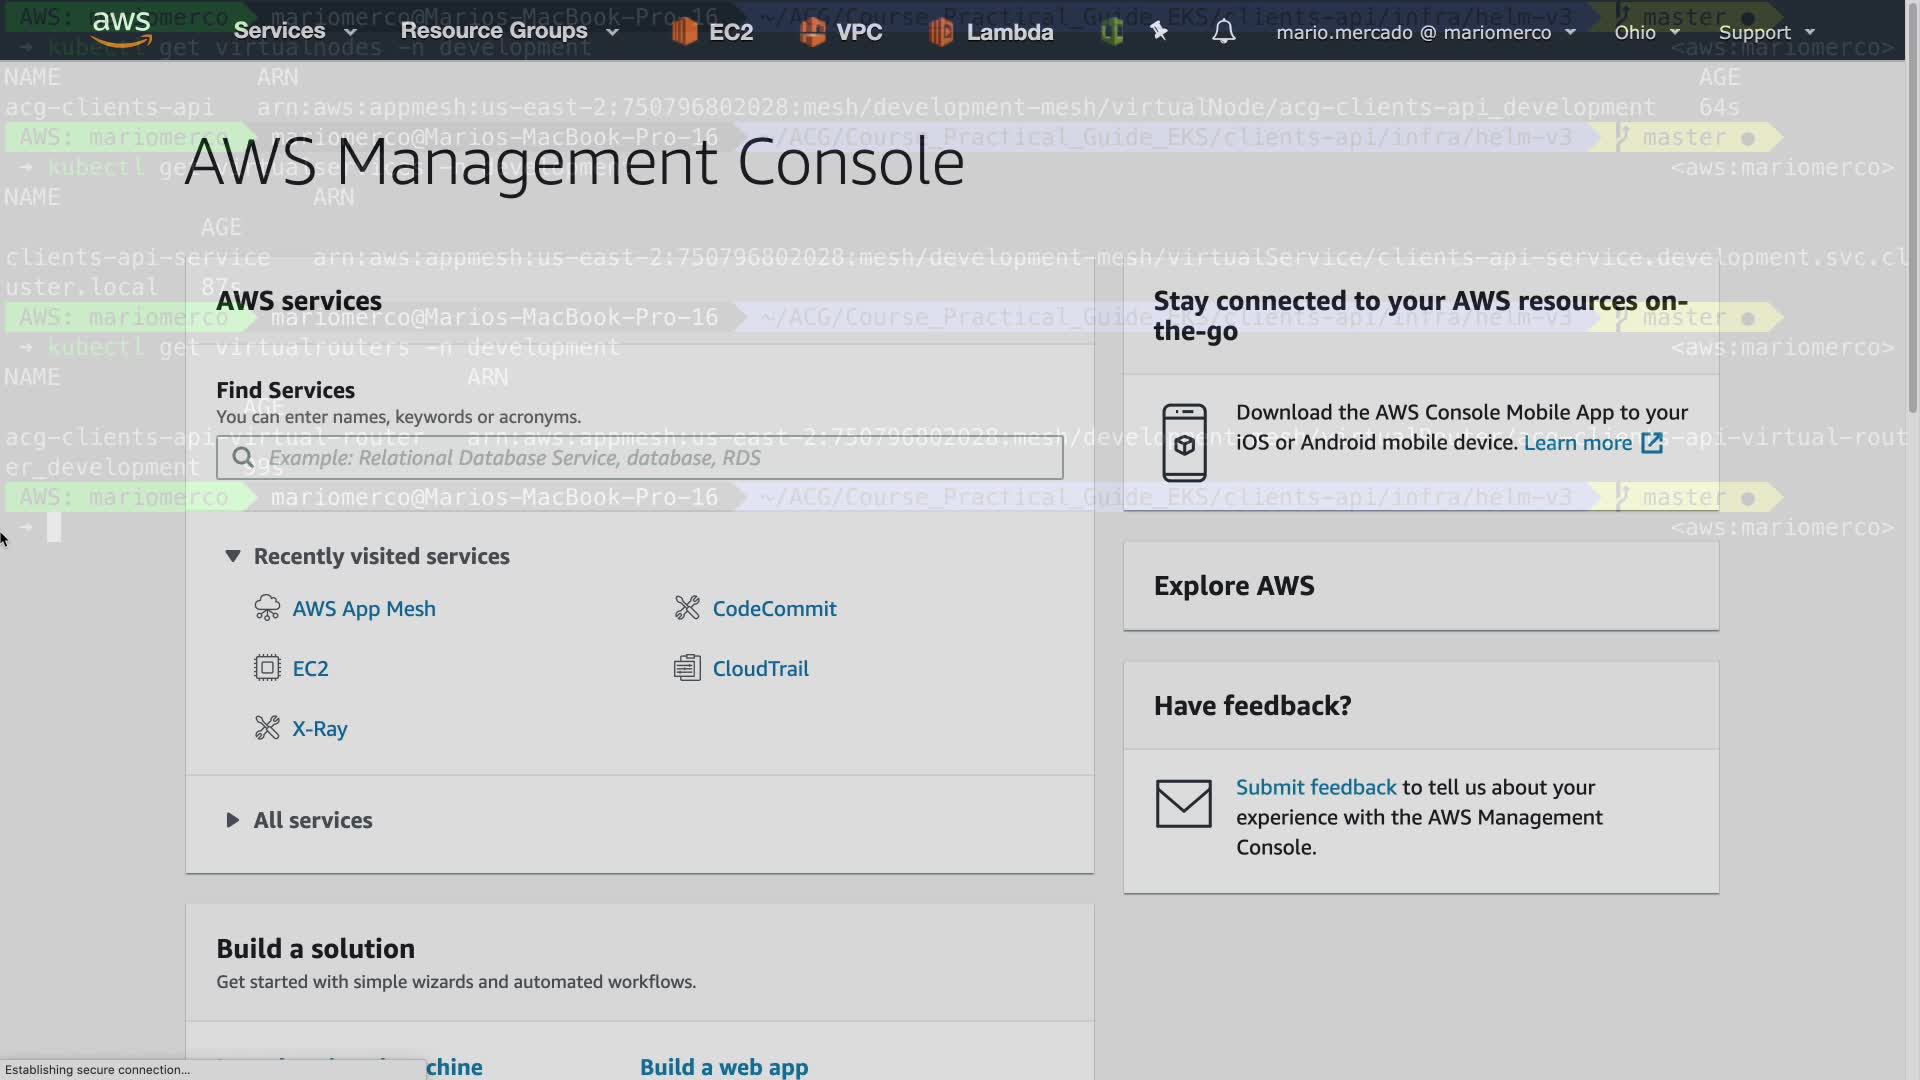 aws
Services
Resource Groups
EC2
VPC
Lambda
mario.mercado @ mariomerco
Ohio
Support
AWS: mariomerco mariomerco@Marios-MacBook-Pro-16 ~/ACG/Course_Practical_Guide_EKS/clients-api/infra/helm-v3 master ●
→ kubectl get virtualnodes -n development <aws:mariomerco>
NAME ARN AGE
acg-clients-api arn:aws:appmesh:us-east-2:750796802028:mesh/development-mesh/virtualNode/acg-clients-api_development 64s
AWS: mariomerco mariomerco@Marios-MacBook-Pro-16 ~/ACG/Course_Practical_Guide_EKS/clients-api/infra/helm-v3 master ●
→ kubectl get virtualservices -n development <aws:mariomerco>
NAME ARN
AGE
clients-api-service arn:aws:appmesh:us-east-2:750796802028:mesh/development-mesh/virtualService/clients-api-service.development.svc.cl
uster.local 87s
AWS: mariomerco mariomerco@Marios-MacBook-Pro-16 ~/ACG/Course_Practical_Guide_EKS/clients-api/infra/helm-v3 master ●
→ kubectl get virtualrouters -n development <aws:mariomerco>
NAME ARN
AGE
acg-clients-api-virtual-router arn:aws:appmesh:us-east-2:750796802028:mesh/development-mesh/virtualRouter/acg-clients-api-virtual-rout
er_development 99s
AWS: mariomerco mariomerco@Marios-MacBook-Pro-16 ~/ACG/Course_Practical_Guide_EKS/clients-api/infra/helm-v3 master ●
→ <aws:mariomerco>
AWS Management Console
AWS services
Find Services
You can enter names, keywords or acronyms.
Example: Relational Database Service, database, RDS
Recently visited services
AWS App Mesh
CodeCommit
EC2
CloudTrail
X-Ray
All services
Build a solution
Get started with simple wizards and automated workflows.
chine
Build a web app
Stay connected to your AWS resources on-
the-go
Download the AWS Console Mobile App to your
iOS or Android mobile device. Learn more
Explore AWS
Have feedback?
Submit feedback to tell us about your
experience with the AWS Management
Console.
Establishing secure connection...